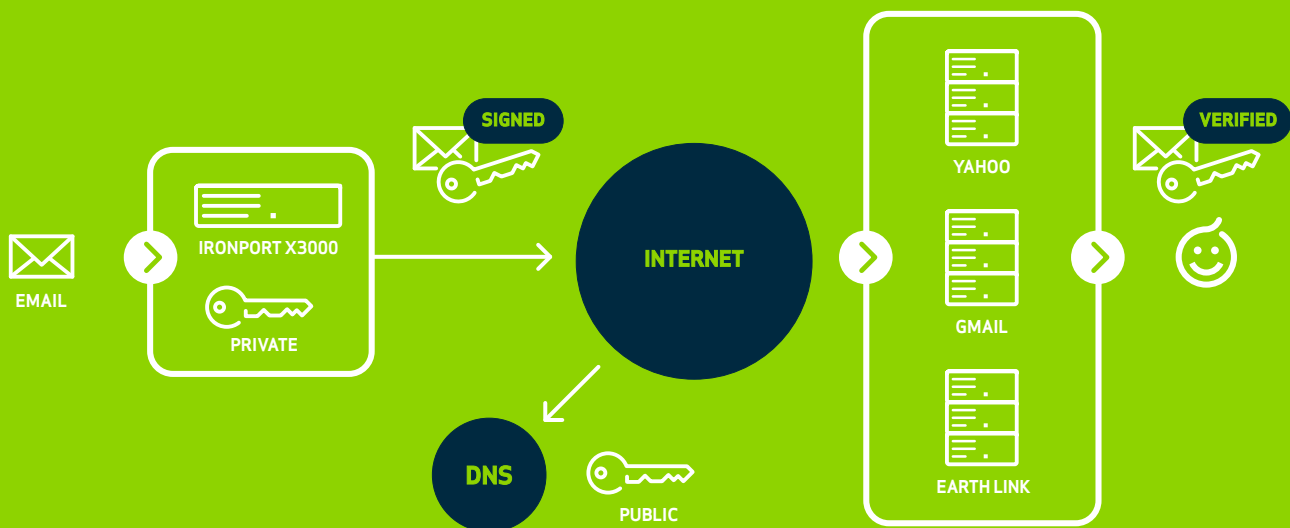 EMAIL
IRONPORT X3000
PRIVATE
SIGNED
INTERNET
DNS
PUBLIC
YAHOO
GMAIL
EARTH LINK
VERIFIED